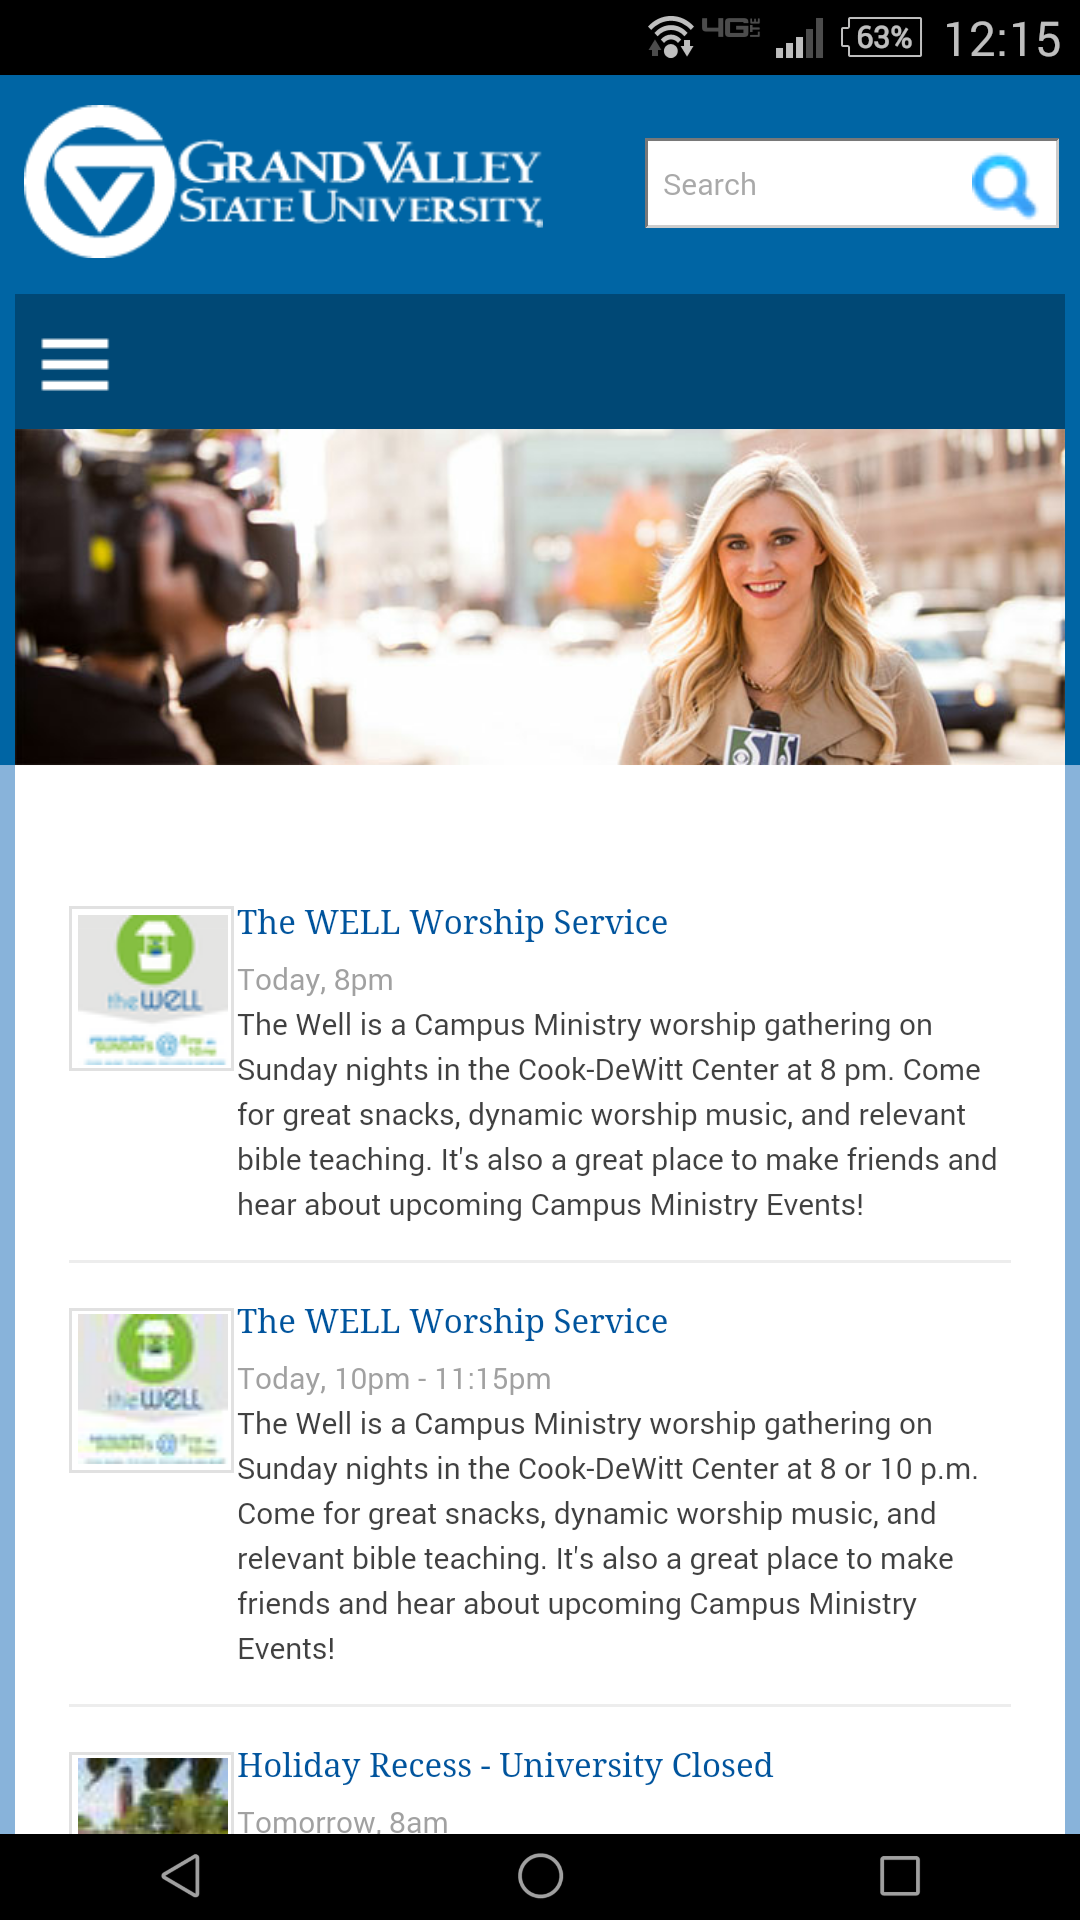 4G LTE 63% 12:15
GRAND VALLEY
STATE UNIVERSITY
Search
The WELL Worship Service
the WELL
SUNDAYS @
Today, 8pm
The Well is a Campus Ministry worship gathering on
Sunday nights in the Cook-DeWitt Center at 8 pm. Come
for great snacks, dynamic worship music, and relevant
bible teaching. It's also a great place to make friends and
hear about upcoming Campus Ministry Events!
The WELL Worship Service
the WELL
SUNDAYS @
Today, 10pm - 11:15pm
The Well is a Campus Ministry worship gathering on
Sunday nights in the Cook-DeWitt Center at 8 or 10 p.m.
Come for great snacks, dynamic worship music, and
relevant bible teaching. It's also a great place to make
friends and hear about upcoming Campus Ministry
Events!
Holiday Recess - University Closed
Tomorrow, 8am